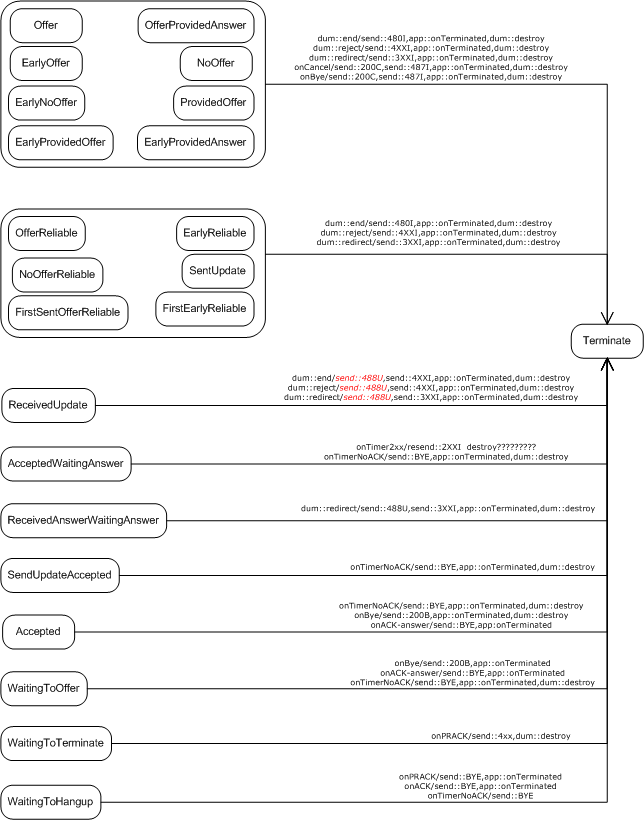 Offer
OfferProvidedAnswer
EarlyOffer
NoOffer
EarlyNoOffer
ProvidedOffer
EarlyProvidedOffer
EarlyProvidedAnswer
dum::end/send::480I,app::onTerminated,dum::destroy
dum::reject/send::4XXI,app::onTerminated,dum::destroy
dum::redirect/send::3XXI,app::onTerminated,dum::destroy
onCancel/send::200C,send::487I,app::onTerminated,dum::destroy
onBye/send::200C,send::487I,app::onTerminated,dum::destroy
OfferReliable
EarlyReliable
NoOfferReliable
SentUpdate
FirstSentOfferReliable
FirstEarlyReliable
dum::end/send::480I,app::onTerminated,dum::destroy
dum::reject/send::4XXI,app::onTerminated,dum::destroy
dum::redirect/send::3XXI,app::onTerminated,dum::destroy
Terminate
ReceivedUpdate
dum::end/send::488U,send::4XXI,app::onTerminated,dum::destroy
dum::reject/send::488U,send::4XXI,app::onTerminated,dum::destroy
dum::redirect/send::488U,send::3XXI,app::onTerminated,dum::destroy
AcceptedWaitingAnswer
onTimer2xx/resend::2XXI destroy?????????
onTimerNoACK/send::BYE,app::onTerminated,dum::destroy
ReceivedAnswerWaitingAnswer
dum::redirect/send::488U,send::3XXI,app::onTerminated,dum::destroy
SendUpdateAccepted
onTimerNoACK/send::BYE,app::onTerminated,dum::destroy
Accepted
onTimerNoACK/send::BYE,app::onTerminated,dum::destroy
onBye/send::200B,app::onTerminated,dum::destroy
onACK-answer/send::BYE,app:onTerminated
WaitingToOffer
onBye/send::200B,app::onTerminated
onACK-answer/send::BYE,app::onTerminated
onTimerNoACK/send::BYE,app::onTerminated,dum::destroy
WaitingToTerminate
onPRACK/send::4xx,dum::destroy
WaitingToHangup
onPRACK/send::BYE,app::onTerminated
onACK/send::BYE,app::onTerminated
onTimerNoACK/send::BYE